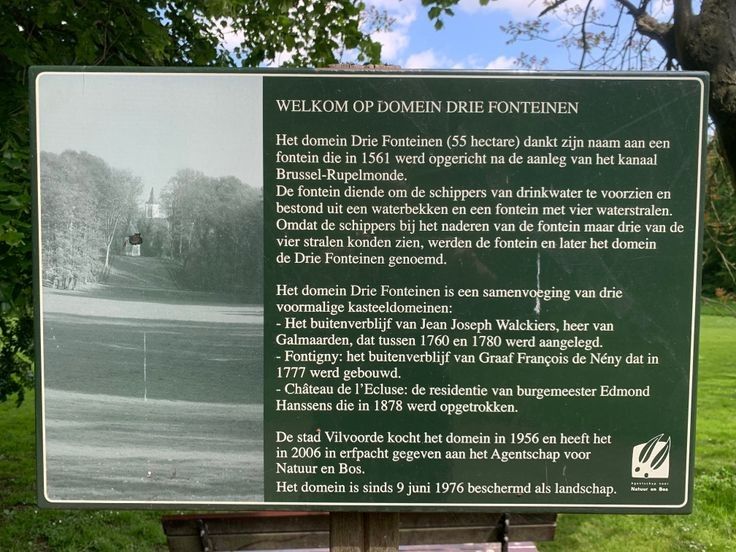 WELKOM OP DOMEIN DRIE FONTEINEN
Het domein Drie Fonteinen (55 hectare) dankt zijn naam aan een
fontein die in 1561 werd opgericht na de aanleg van het kanaal
Brussel-Rupelmonde.
De fontein diende om de schippers van drinkwater te voorzien en
bestond uit een waterbekken en een fontein met vier waterstralen.
Omdat de schippers bij het naderen van de fontein maar drie van de
vier stralen konden zien, werden de fontein en later het domein
de Drie Fonteinen genoemd.
Het domein Drie Fonteinen is een samenvoeging van drie
voormalige kasteeldomeinen:
- Het buitenverblijf van Jean Joseph Walckiers, heer van
Galmaarden, dat tussen 1760 en 1780 werd aangelegd.
- Fontigny: het buitenverblijf van Graaf François de Nény dat in
1777 werd gebouwd.
- Château de l'Ecluse: de residentie van burgemeester Edmond
Hanssens die in 1878 werd opgetrokken.
De stad Vilvoorde kocht het domein in 1956 en heeft het
in 2006 in erfpacht gegeven aan het Agentschap voor
Natuur en Bos.
Het domein is sinds 9 juni 1976 beschermd als landschap.
Agentschap voor
Natuur en Bos